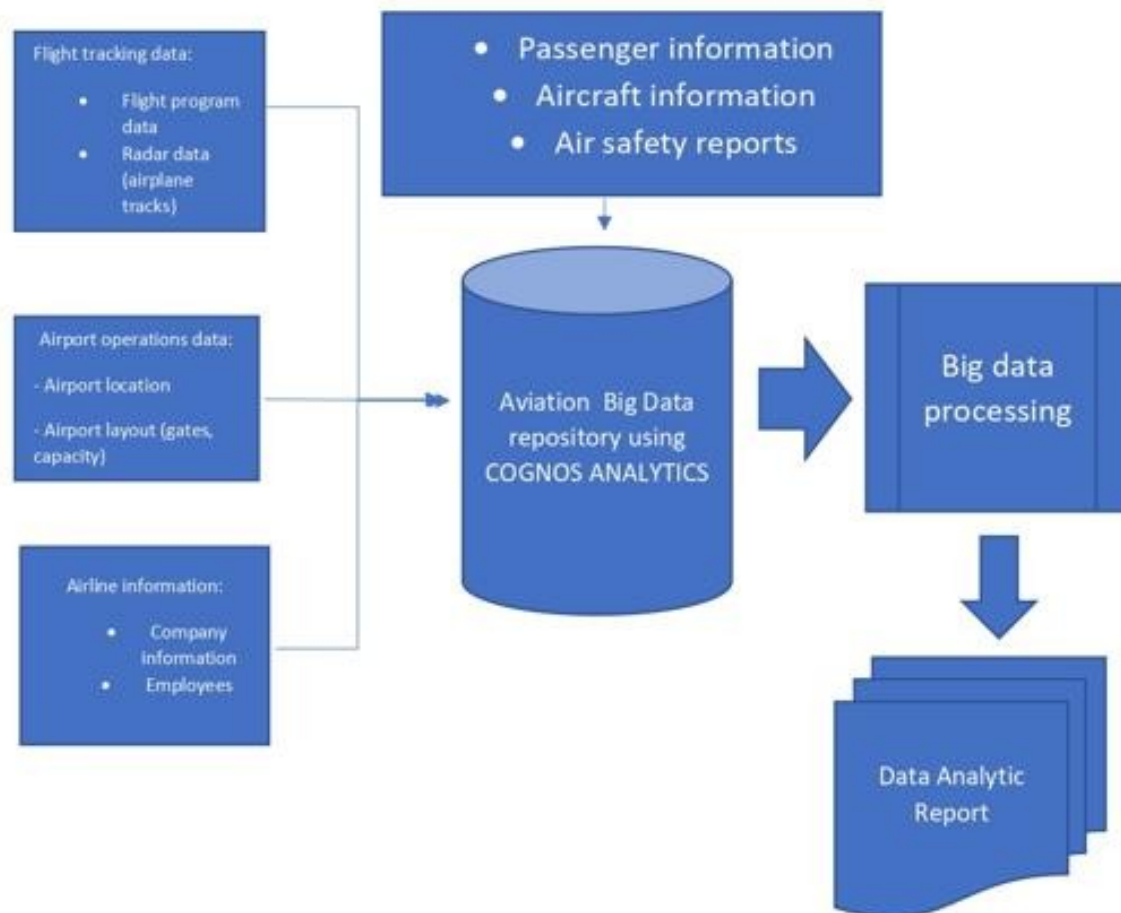 Flight tracking data:
• Flight program
data
• Radar data
(airplane
tracks)
• Passenger information
• Aircraft information
• Air safety reports
Airport operations data:
- Airport location
- Airport layout (gates,
capacity)
Airline information:
• Company
information
• Employees
Aviation Big Data
repository using
COGNOS ANALYTICS
Big data
processing
Data Analytic
Report